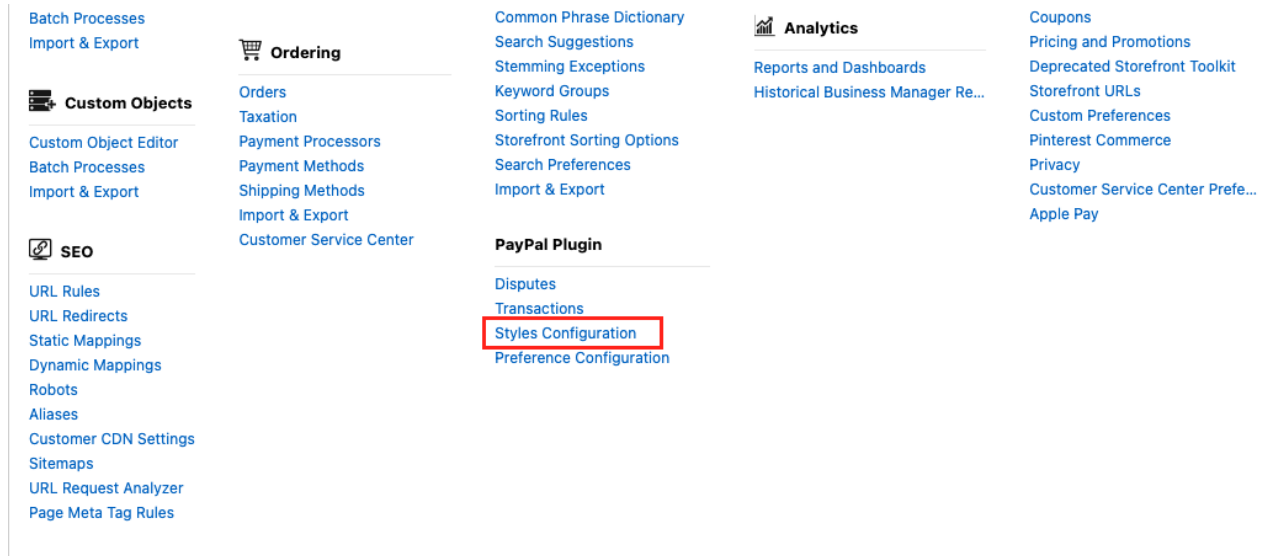 Batch Processes
Import & Export
Custom Objects
Custom Object Editor
Batch Processes
Import & Export
SEO
URL Rules
URL Redirects
Static Mappings
Dynamic Mappings
Robots
Aliases
Customer CDN Settings
Sitemaps
URL Request Analyzer
Page Meta Tag Rules
Ordering
Orders
Taxation
Payment Processors
Payment Methods
Shipping Methods
Import & Export
Customer Service Center
Common Phrase Dictionary
Search Suggestions
Stemming Exceptions
Keyword Groups
Sorting Rules
Storefront Sorting Options
Search Preferences
Import & Export
PayPal Plugin
Disputes
Transactions
Styles Configuration
Preference Configuration
Analytics
Reports and Dashboards
Historical Business Manager Re...
Coupons
Pricing and Promotions
Deprecated Storefront Toolkit
Storefront URLs
Custom Preferences
Pinterest Commerce
Privacy
Customer Service Center Prefe...
Apple Pay